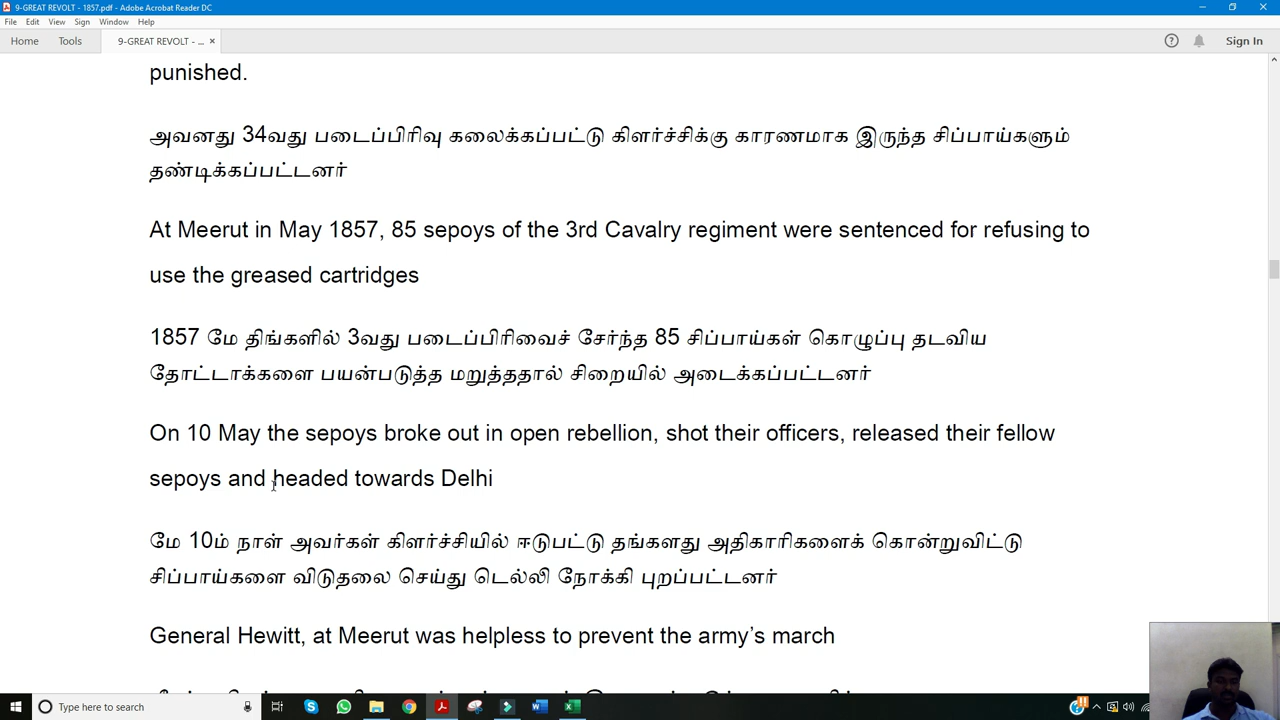 9-GREAT REVOLT - 1857.pdf - Adobe Acrobat Reader DC
File Edit View Sign Window Help
Home Tools 9-GREAT REVOLT - ... × Sign In
punished.
அவனது 34வது படைப்பிரிவு கலைக்கப்பட்டு கிளர்ச்சிக்கு காரணமாக இருந்த சிப்பாய்களும்
தண்டிக்கப்பட்டனர்
At Meerut in May 1857, 85 sepoys of the 3rd Cavalry regiment were sentenced for refusing to
use the greased cartridges
1857 மே திங்களில் 3வது படைப்பிரிவைச் சேர்ந்த 85 சிப்பாய்கள் கொழுப்பு தடவிய
தோட்டாக்களை பயன்படுத்த மறுத்ததால் சிறையில் அடைக்கப்பட்டனர்
On 10 May the sepoys broke out in open rebellion, shot their officers, released their fellow
sepoys and headed towards Delhi
மே 10ம் நாள் அவர்கள் கிளர்ச்சியில் ஈடுபட்டு தங்களது அதிகாரிகளைக் கொன்றுவிட்டு
சிப்பாய்களை விடுதலை செய்து டெல்லி நோக்கி புறப்பட்டனர்
General Hewitt, at Meerut was helpless to prevent the army's march
Type here to search